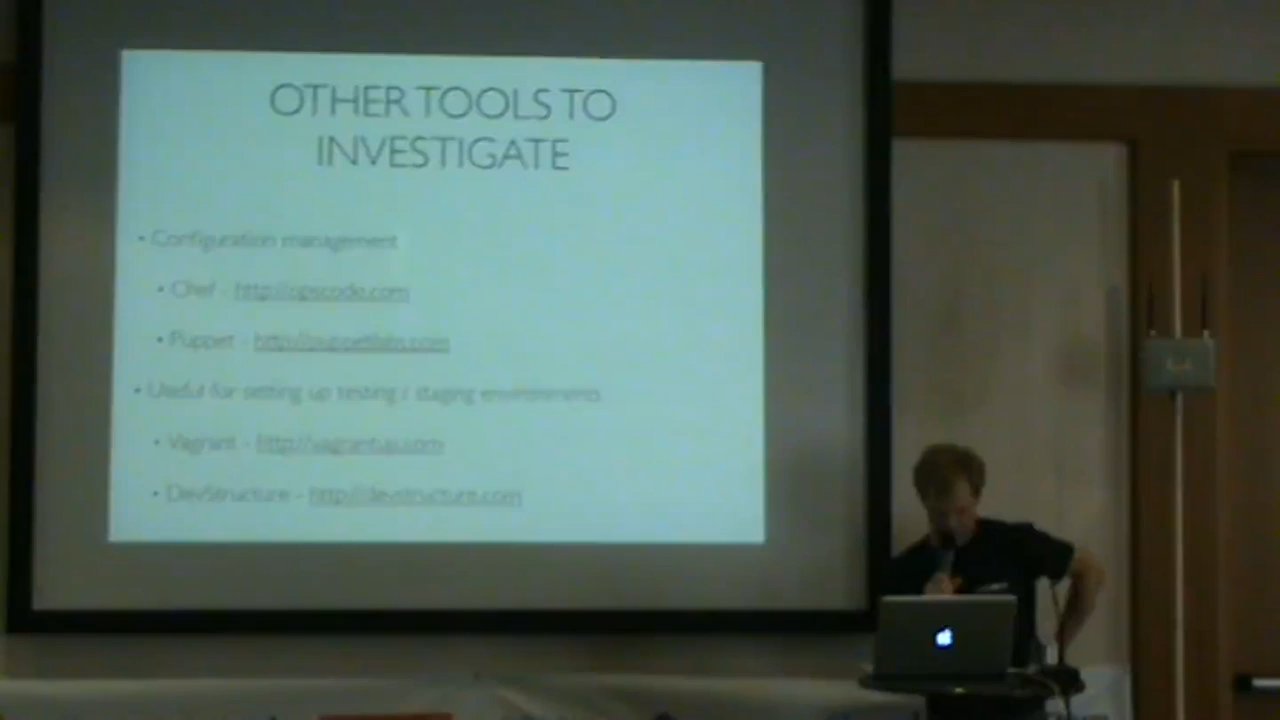 OTHER TOOLS TO
INVESTIGATE
• Configuration management
• Chef - http://opscode.com
• Puppet - http://puppetlabs.com
• Useful for setting up testing / staging environments
• Vagrant - http://vagrantup.com
• DevStructure - http://devstructure.com